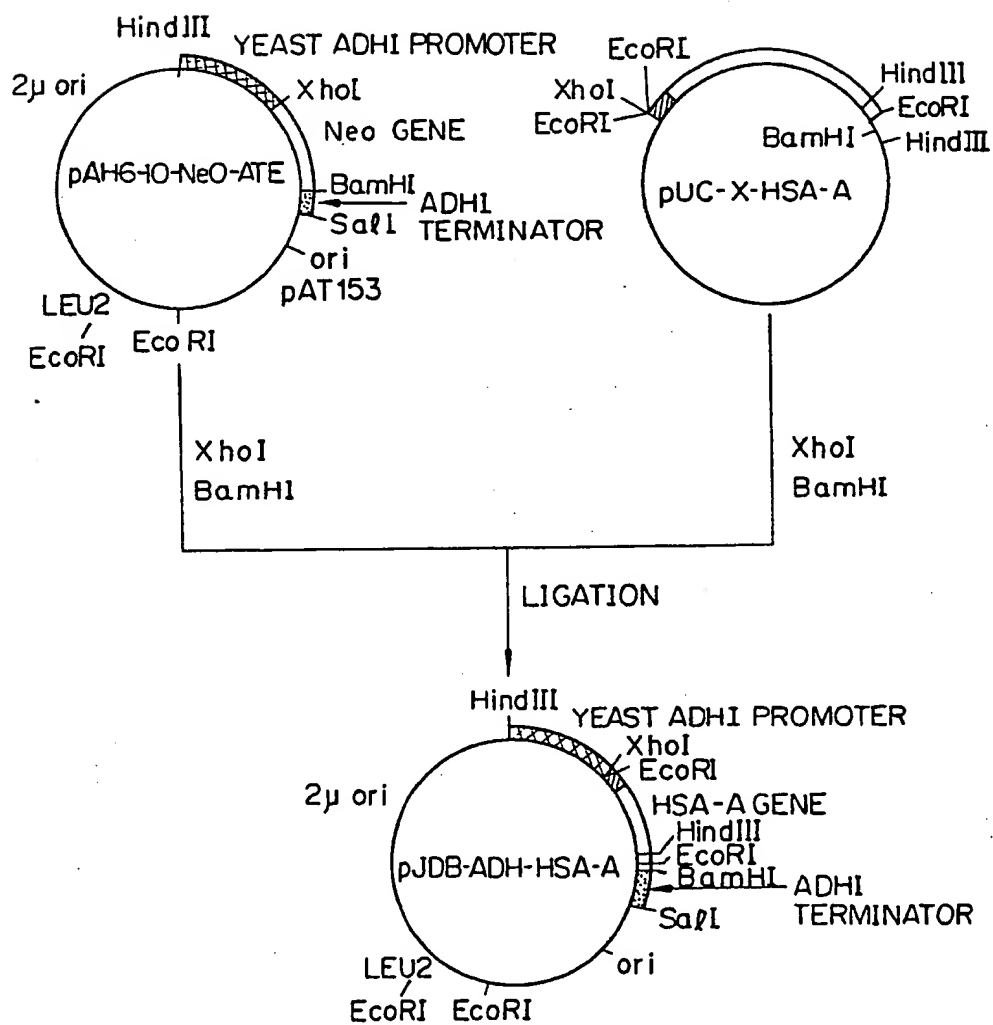 HindIII
YEAST ADHI PROMOTER
2μ ori
XhoI
Neo GENE
pAH6-10-NeO-ATE
BamHI
ADHI
TERMINATOR
SalI
ori
pAT153
LEU2
EcoRI
EcoRI
EcoRI
XhoI
EcoRI
HindIII
EcoRI
BamHI
HindIII
pUC-X-HSA-A
XhoI
BamHI
XhoI
BamHI
LIGATION
HindIII
YEAST ADHI PROMOTER
XhoI
EcoRI
2μ ori
HSA-A GENE
HindIII
EcoRI
BamHI
pJDB-ADH-HSA-A
ADHI
TERMINATOR
SalI
ori
LEU2
EcoRI
EcoRI